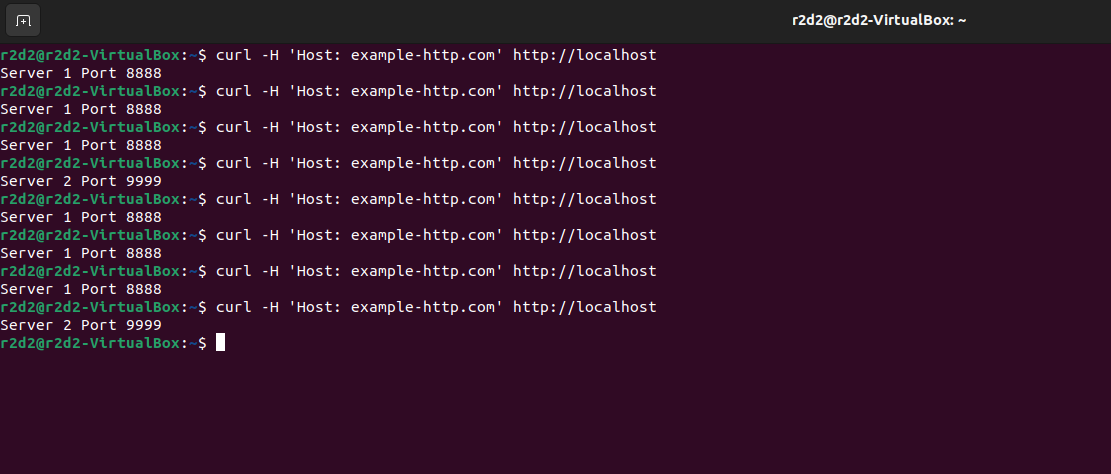 r2d2@r2d2-VirtualBox: ~
r2d2@r2d2-VirtualBox:~$ curl -H 'Host: example-http.com' http://localhost
Server 1 Port 8888
r2d2@r2d2-VirtualBox:~$ curl -H 'Host: example-http.com' http://localhost
Server 1 Port 8888
r2d2@r2d2-VirtualBox:~$ curl -H 'Host: example-http.com' http://localhost
Server 1 Port 8888
r2d2@r2d2-VirtualBox:~$ curl -H 'Host: example-http.com' http://localhost
Server 2 Port 9999
r2d2@r2d2-VirtualBox:~$ curl -H 'Host: example-http.com' http://localhost
Server 1 Port 8888
r2d2@r2d2-VirtualBox:~$ curl -H 'Host: example-http.com' http://localhost
Server 1 Port 8888
r2d2@r2d2-VirtualBox:~$ curl -H 'Host: example-http.com' http://localhost
Server 1 Port 8888
r2d2@r2d2-VirtualBox:~$ curl -H 'Host: example-http.com' http://localhost
Server 2 Port 9999
r2d2@r2d2-VirtualBox:~$